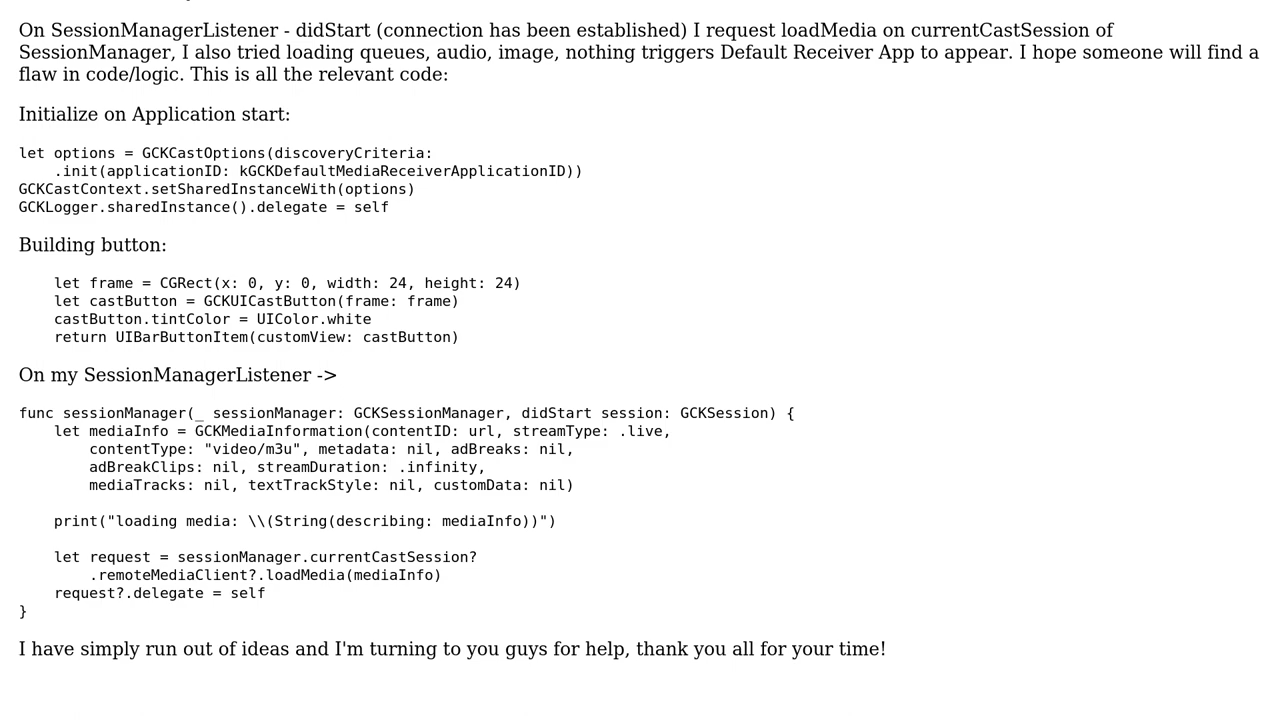 On SessionManagerListener - didStart (connection has been established) I request loadMedia on currentCastSession of
SessionManager, I also tried loading queues, audio, image, nothing triggers Default Receiver App to appear. I hope someone will find a
flaw in code/logic. This is all the relevant code:
Initialize on Application start:
let options = GCKCastOptions(discoveryCriteria:
    .init(applicationID: kGCKDefaultMediaReceiverApplicationID))
GCKCastContext.setSharedInstanceWith(options)
GCKLogger.sharedInstance().delegate = self
Building button:
    let frame = CGRect(x: 0, y: 0, width: 24, height: 24)
    let castButton = GCKUICastButton(frame: frame)
    castButton.tintColor = UIColor.white
    return UIBarButtonItem(customView: castButton)
On my SessionManagerListener ->
func sessionManager(_ sessionManager: GCKSessionManager, didStart session: GCKSession) {
    let mediaInfo = GCKMediaInformation(contentID: url, streamType: .live,
        contentType: "video/m3u", metadata: nil, adBreaks: nil,
        adBreakClips: nil, streamDuration: .infinity,
        mediaTracks: nil, textTrackStyle: nil, customData: nil)
    print("loading media: \\(String(describing: mediaInfo))")
    let request = sessionManager.currentCastSession?
        .remoteMediaClient?.loadMedia(mediaInfo)
    request?.delegate = self
}
I have simply run out of ideas and I'm turning to you guys for help, thank you all for your time!